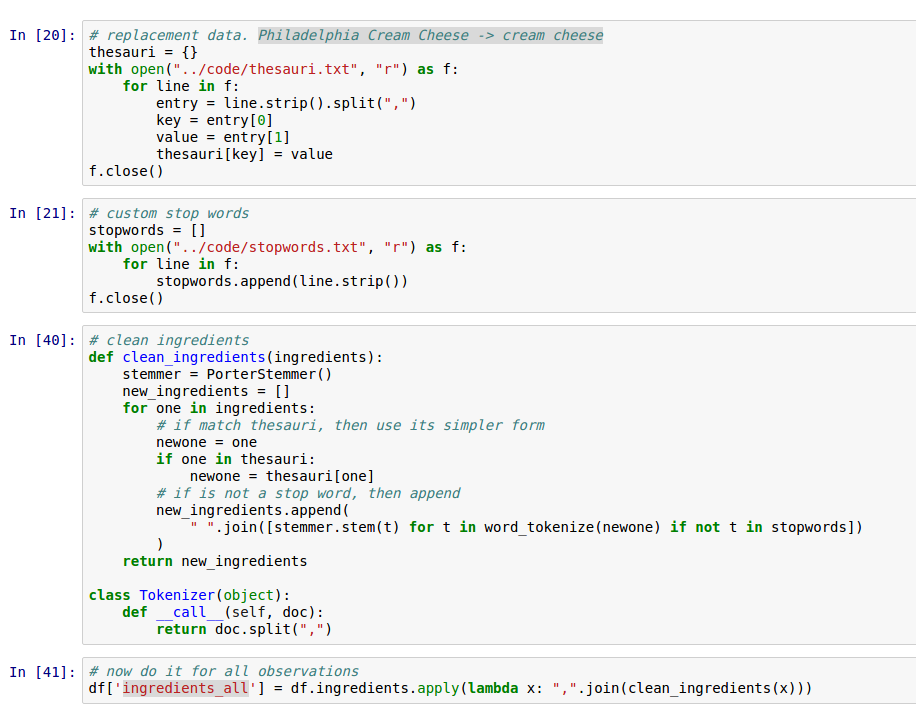 In [20]: # replacement data. Philadelphia Cream Cheese -> cream cheese
thesauri = {}
with open("../code/thesauri.txt", "r") as f:
    for line in f:
        entry = line.strip().split(",")
        key = entry[0]
        value = entry[1]
        thesauri[key] = value
f.close()
In [21]: # custom stop words
stopwords = []
with open("../code/stopwords.txt", "r") as f:
    for line in f:
        stopwords.append(line.strip())
f.close()
In [40]: # clean ingredients
def clean_ingredients(ingredients):
    stemmer = PorterStemmer()
    new_ingredients = []
    for one in ingredients:
        # if match thesauri, then use its simpler form
        newone = one
        if one in thesauri:
            newone = thesauri[one]
        # if is not a stop word, then append
        new_ingredients.append(
            " ".join([stemmer.stem(t) for t in word_tokenize(newone) if not t in stopwords])
        )
    return new_ingredients
class Tokenizer(object):
    def __call__(self, doc):
        return doc.split(",")
In [41]: # now do it for all observations
df['ingredients_all'] = df.ingredients.apply(lambda x: ",".join(clean_ingredients(x)))